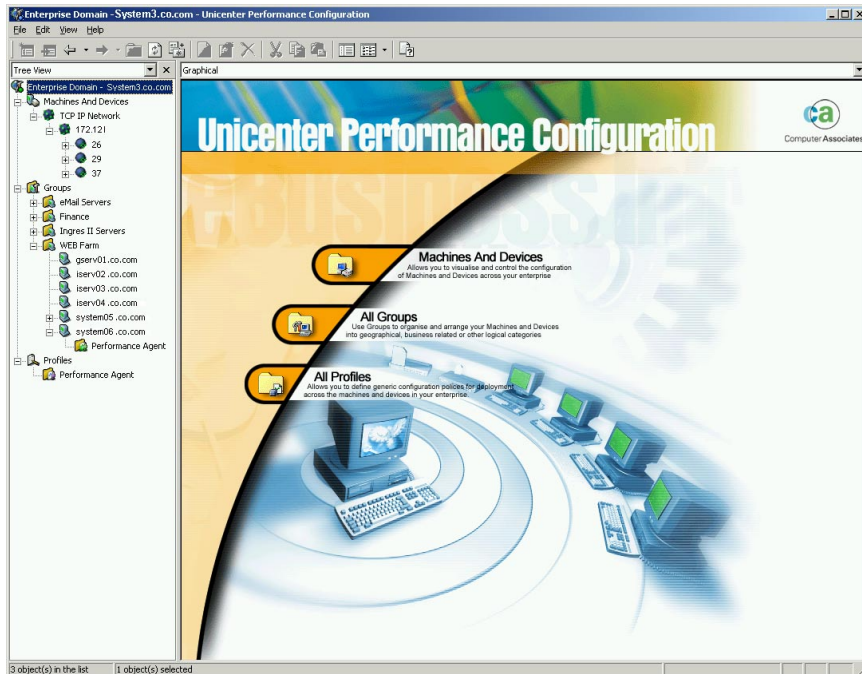 Enterprise Domain - System3.co.com - Unicenter Performance Configuration
File Edit View Help
Tree View
Graphical
Enterprise Domain - System3.co.com
Machines And Devices
TCP IP Network
172.121
26
29
37
Groups
eMail Servers
Finance
Ingres II Servers
WEB Farm
gserv01.co.com
iserv02.co.com
iserv03.co.com
iserv04.co.com
system05.co.com
system06.co.com
Performance Agent
Profiles
Performance Agent
Unicenter Performance Configuration
ca
Computer Associates
eBusiness.
Machines And Devices
Allows you to visualise and control the configuration
of Machines and Devices across your enterprise
All Groups
Use Groups to organise and arrange your Machines and Devices
into geographical, business related or other logical categories
All Profiles
Allows you to define generic configuration polices for deployment
across the machines and devices in your enterprise.
3 object(s) in the list
1 object(s) selected